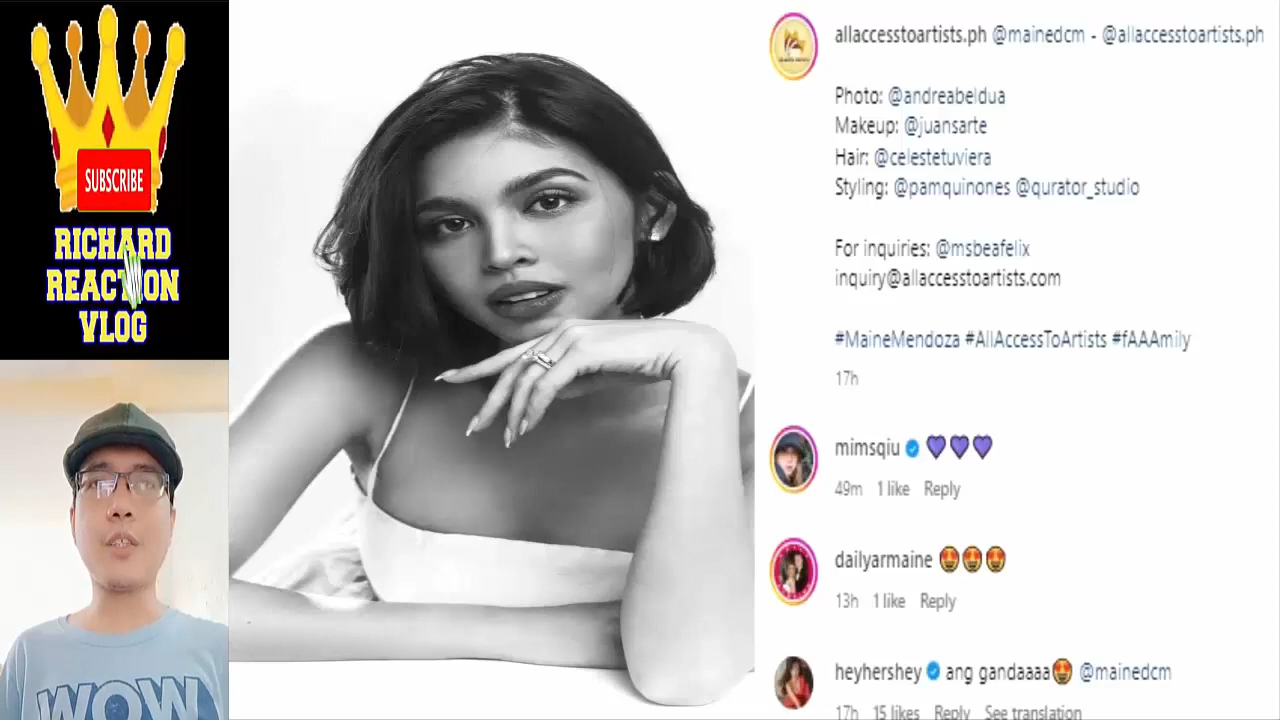 SUBSCRIBE
RICHARD
REACTION
VLOG
WOW
allaccesstoartists.ph @mainedcm - @allaccesstoartists.ph
Photo: @andreabeldua
Makeup: @juansarte
Hair: @celestetuviera
Styling: @pamquinones @qurator_studio
For inquiries: @msbeafelix
inquiry@allaccesstoartists.com
#MaineMendoza #AllAccessToArtists #fAAAmily
17h
mimsqiu 💜💜💜
49m 1 like Reply
dailyarmaine 🤩🤩🤩
13h 1 like Reply
heyhershey ang gandaaaa😍 @mainedcm
17h 15 likes Reply See translation